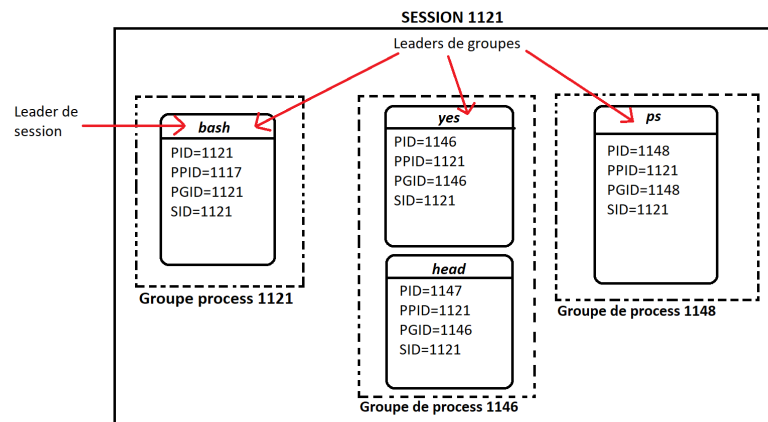 SESSION 1121
Leaders de groupes
Leader de
session
bash
PID=1121
PPID=1117
PGID=1121
SID=1121
Groupe process 1121
yes
PID=1146
PPID=1121
PGID=1146
SID=1121
head
PID=1147
PPID=1121
PGID=1146
SID=1121
Groupe de process 1146
ps
PID=1148
PPID=1121
PGID=1148
SID=1121
Groupe de process 1148